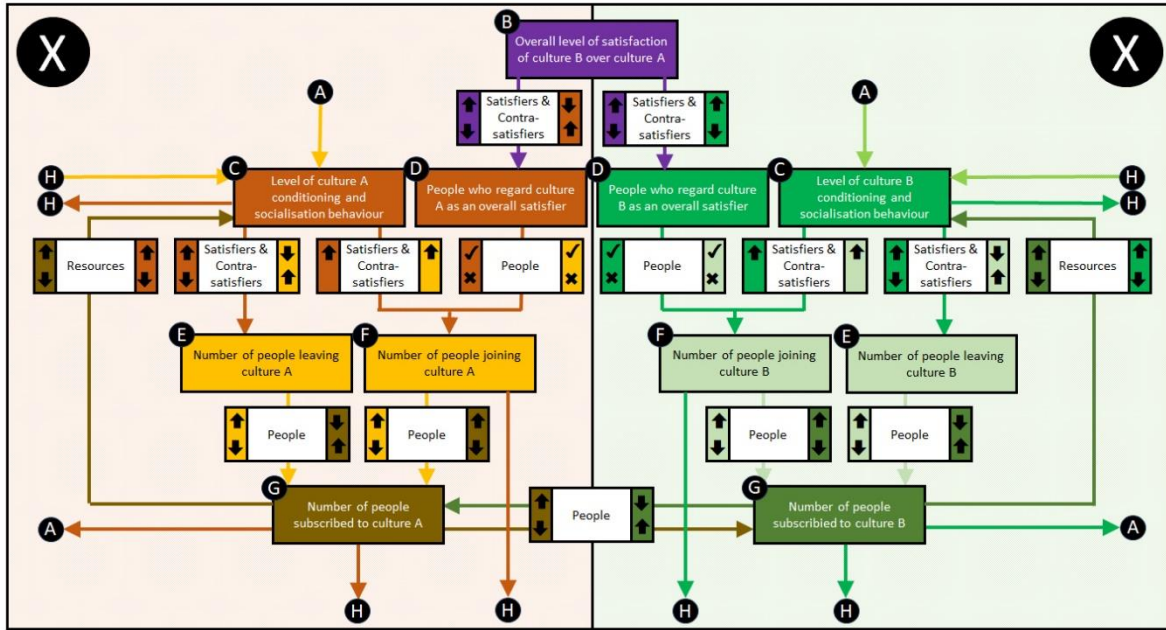 X
X
B
Overall level of satisfaction
of culture B over culture A
A
Satisfiers &
Contra-
satisfiers
Satisfiers &
Contra-
satisfiers
A
H
H
C
Level of culture A
conditioning and
socialisation behaviour
D
People who regard culture
A as an overall satisfier
D
People who regard culture
B as an overall satisfier
C
Level of culture B
conditioning and
socialisation behaviour
H
H
Resources
Satisfiers &
Contra-
satisfiers
Satisfiers &
Contra-
satisfiers
People
People
Satisfiers &
Contra-
satisfiers
Satisfiers &
Contra-
satisfiers
Resources
E
Number of people leaving
culture A
F
Number of people joining
culture A
F
Number of people joining
culture B
E
Number of people leaving
culture B
People
People
People
People
G
Number of people
subscribed to culture A
People
G
Number of people
subscribied to culture B
A
A
H
H
H
H